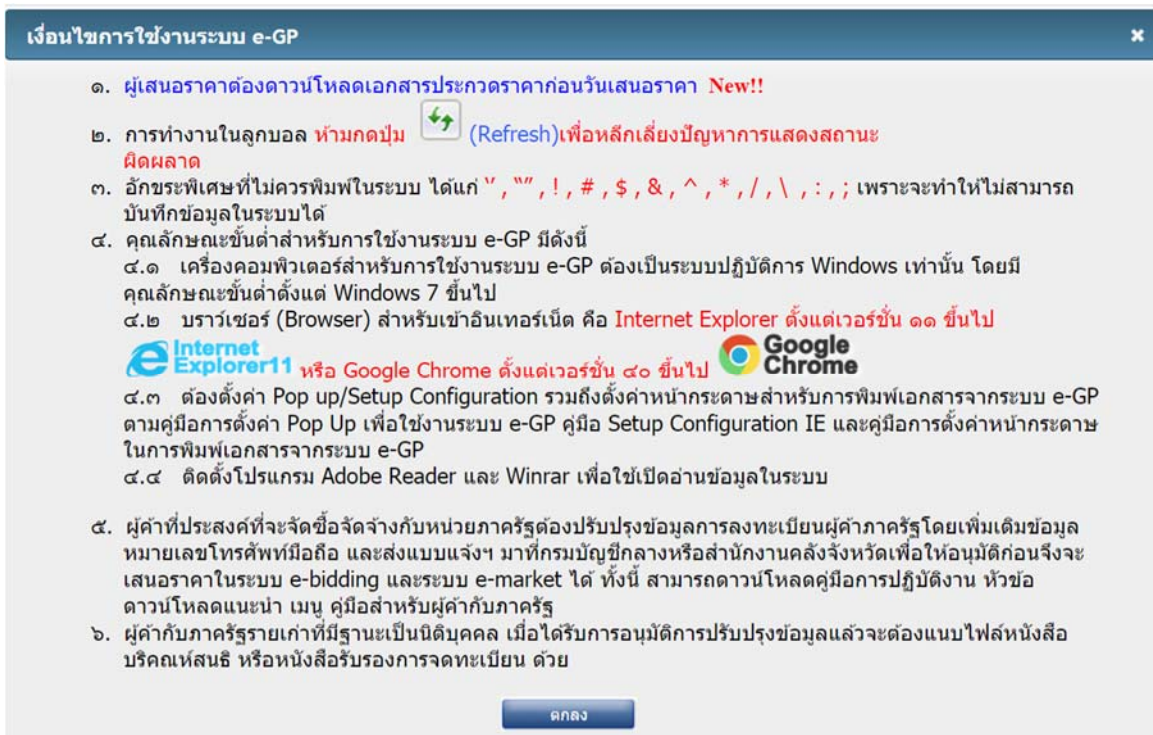 เงื่อนไขการใช้งานระบบ e-GP
๑. ผู้เสนอราคาต้องดาวน์โหลดเอกสารประกวดราคาก่อนวันเสนอราคา New!!
๒. การทำงานในลูกบอล ห้ามกดปุ่ม (Refresh)เพื่อหลีกเลี่ยงปัญหาการแสดงสถานะ
ผิดผลาด
๓. อักขระพิเศษที่ไม่ควรพิมพ์ในระบบ ได้แก่ '' , "" , ! , # , $ , & , ^ , * , / , \ , : , ; เพราะจะทำให้ไม่สามารถ
บันทึกข้อมูลในระบบได้
๔. คุณลักษณะขั้นต่ำสำหรับการใช้งานระบบ e-GP มีดังนี้
๔.๑ เครื่องคอมพิวเตอร์สำหรับการใช้งานระบบ e-GP ต้องเป็นระบบปฏิบัติการ Windows เท่านั้น โดยมี
คุณลักษณะขั้นต่ำตั้งแต่ Windows 7 ขึ้นไป
๔.๒ บราว์เซอร์ (Browser) สำหรับเข้าอินเทอร์เน็ต คือ Internet Explorer ตั้งแต่เวอร์ชั่น ๑๑ ขึ้นไป
Internet Explorer11 หรือ Google Chrome ตั้งแต่เวอร์ชั่น ๔๐ ขึ้นไป Google Chrome
๔.๓ ต้องตั้งค่า Pop up/Setup Configuration รวมถึงตั้งค่าหน้ากระดาษสำหรับการพิมพ์เอกสารจากระบบ e-GP
ตามคู่มือการตั้งค่า Pop Up เพื่อใช้งานระบบ e-GP คู่มือ Setup Configuration IE และคู่มือการตั้งค่าหน้ากระดาษ
ในการพิมพ์เอกสารจากระบบ e-GP
๔.๔ ติดตั้งโปรแกรม Adobe Reader และ Winrar เพื่อใช้เปิดอ่านข้อมูลในระบบ
๕. ผู้ค้าที่ประสงค์ที่จะจัดซื้อจัดจ้างกับหน่วยภาครัฐต้องปรับปรุงข้อมูลการลงทะเบียนผู้ค้าภาครัฐโดยเพิ่มเติมข้อมูล
หมายเลขโทรศัพท์มือถือ และส่งแบบแจ้งฯ มาที่กรมบัญชีกลางหรือสำนักงานคลังจังหวัดเพื่อให้อนุมัติก่อนจึงจะ
เสนอราคาในระบบ e-bidding และระบบ e-market ได้ ทั้งนี้ สามารถดาวน์โหลดคู่มือการปฏิบัติงาน หัวข้อ
ดาวน์โหลดแนะนำ เมนู คู่มือสำหรับผู้ค้ากับภาครัฐ
๖. ผู้ค้ากับภาครัฐรายเก่าที่มีฐานะเป็นนิติบุคคล เมื่อได้รับการอนุมัติการปรับปรุงข้อมูลแล้วจะต้องแนบไฟล์หนังสือ
บริคณห์สนธิ หรือหนังสือรับรองการจดทะเบียน ด้วย
ตกลง